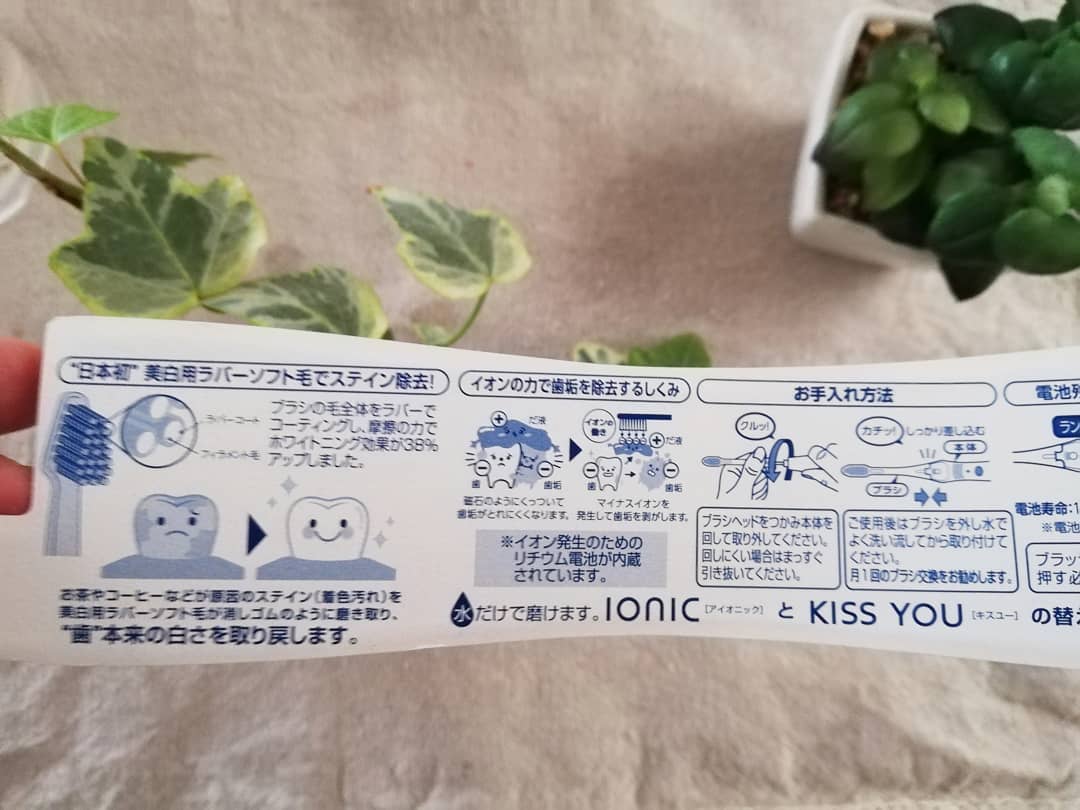 "日本初" 美白用ラバーソフト毛でステイン除去!
ラバーコート
フィラメント毛
ブラシの毛全体をラバーで
コーティングし、摩擦の力で
ホワイトニング効果が38%
アップしました。
お茶やコーヒーなどが原因のステイン(着色汚れ)を
美白用ラバーソフト毛が消しゴムのように磨き取り、
"歯"本来の白さを取り戻します。
イオンの力で歯垢を除去するしくみ
だ液
歯
歯垢
磁石のようにくっついて
歯垢がとれにくくなります。
イオンの
働き
だ液
歯
歯垢
マイナスイオンを
発生して歯垢を剥がします。
※イオン発生のための
リチウム電池が内蔵
されています。
お手入れ方法
クルッ!
カチッ! しっかり差し込む
本体
ブラシ
ブラシヘッドをつかみ本体を
回して取り外してください。
回しにくい場合はまっすぐ
引き抜いてください。
ご使用後はブラシを外し水で
よく洗い流してから取り付けて
ください。
月1回のブラシ交換をお勧めします。
電池残
ラン
電池寿命:1
※電池
ブラッ
押す必
水だけで磨けます。IONIC[アイオニック] と KISS YOU[キスユー] の替